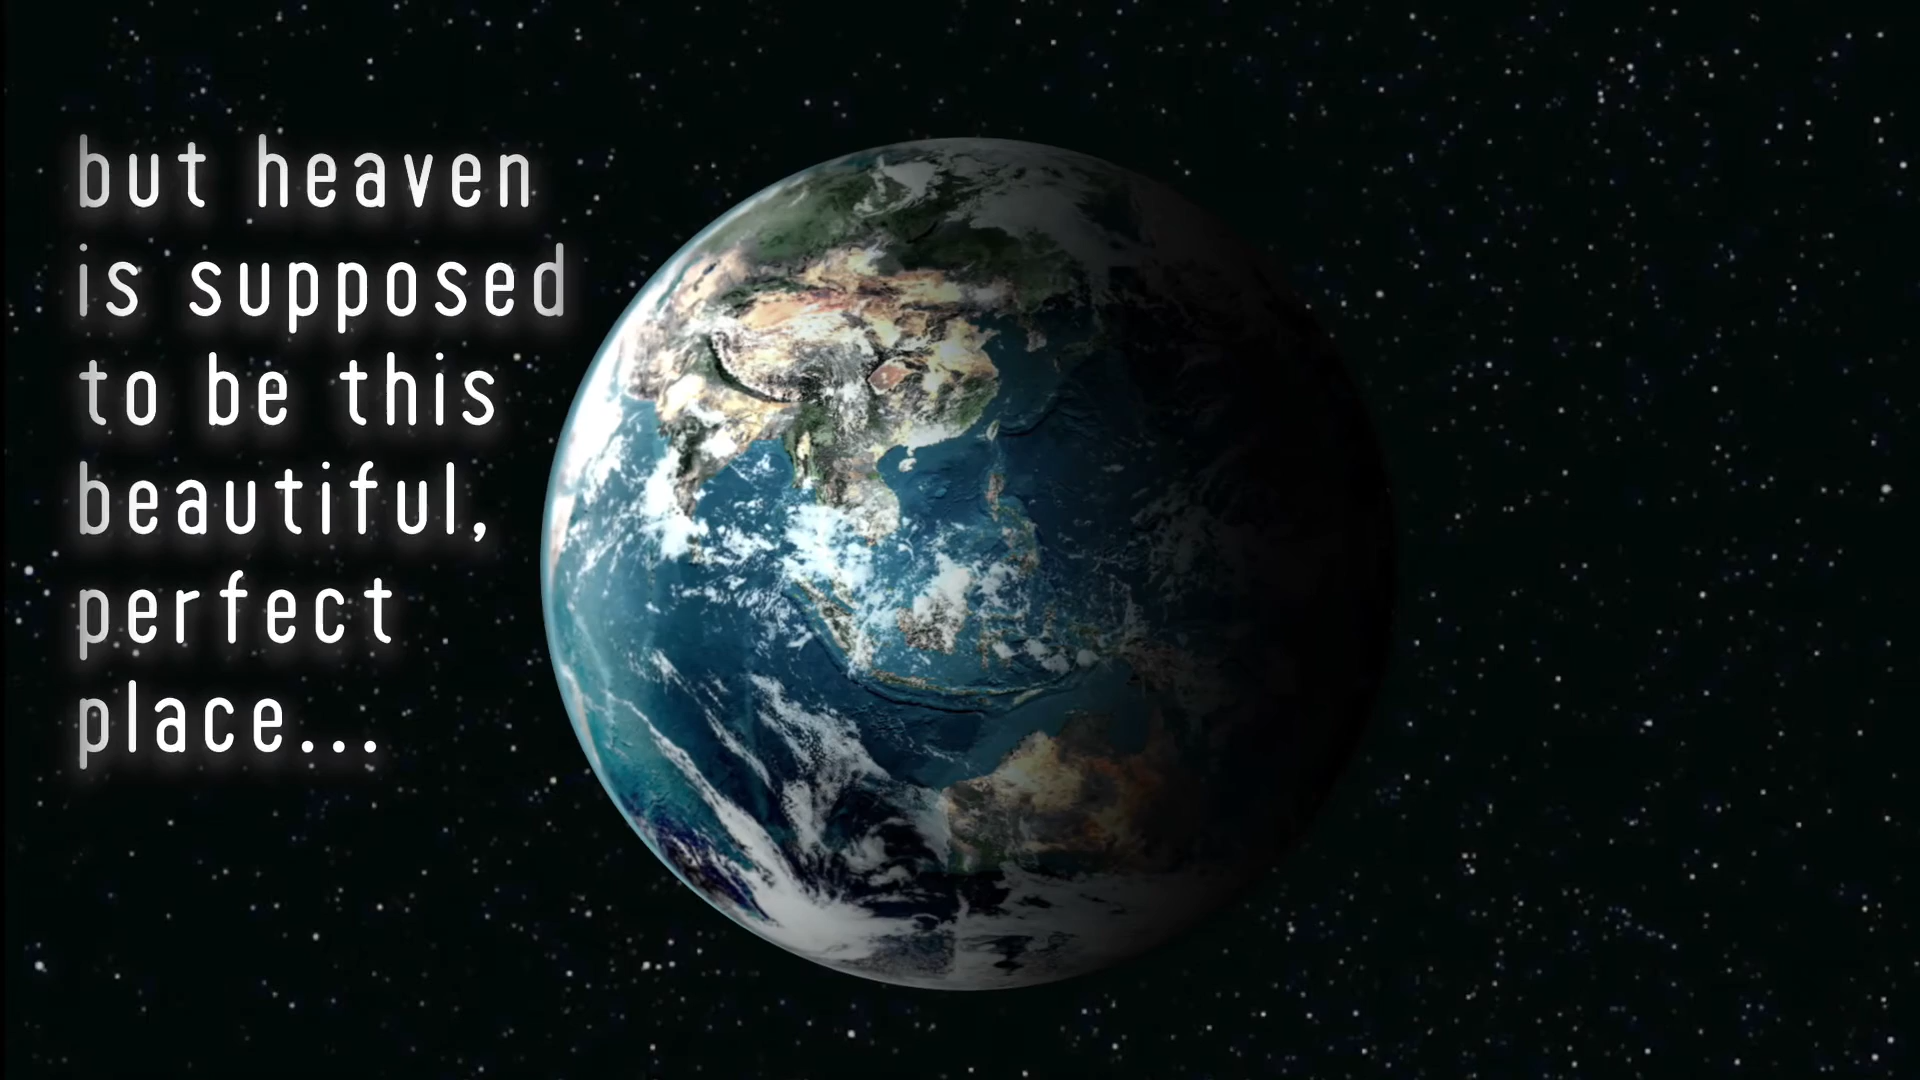 but heaven
is supposed
to be this
beautiful,
perfect
place...